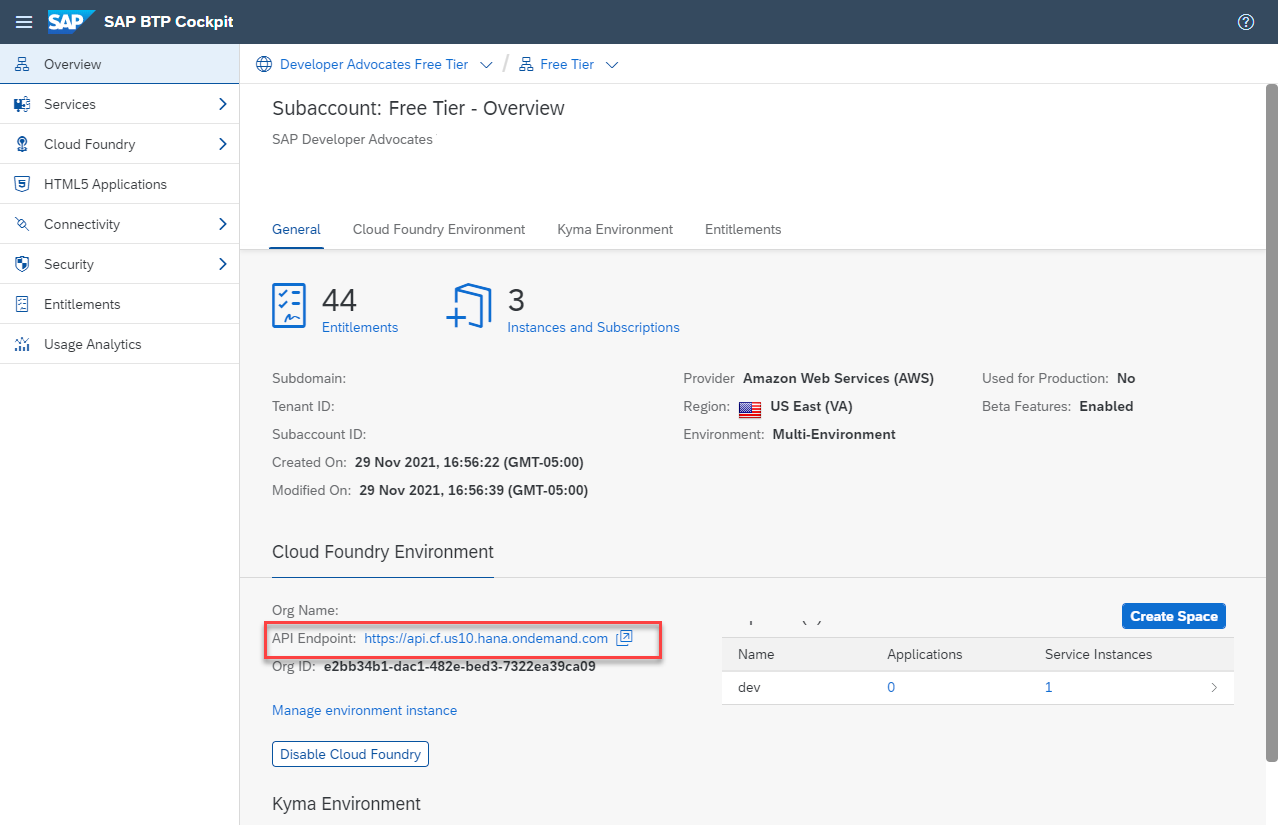 SAP SAP BTP Cockpit
Overview
Services
Cloud Foundry
HTML5 Applications
Connectivity
Security
Entitlements
Usage Analytics
Developer Advocates Free Tier / Free Tier
Subaccount: Free Tier - Overview
SAP Developer Advocates
General Cloud Foundry Environment Kyma Environment Entitlements
44
Entitlements
3
Instances and Subscriptions
Subdomain:
Tenant ID:
Subaccount ID:
Created On: 29 Nov 2021, 16:56:22 (GMT-05:00)
Modified On: 29 Nov 2021, 16:56:39 (GMT-05:00)
Provider Amazon Web Services (AWS)
Region: US East (VA)
Environment: Multi-Environment
Used for Production: No
Beta Features: Enabled
Cloud Foundry Environment
Org Name:
API Endpoint: https://api.cf.us10.hana.ondemand.com
Org ID: e2bb34b1-dac1-482e-bed3-7322ea39ca09
Manage environment instance
Disable Cloud Foundry
Create Space
Name Applications Service Instances
dev 0 1
Kyma Environment